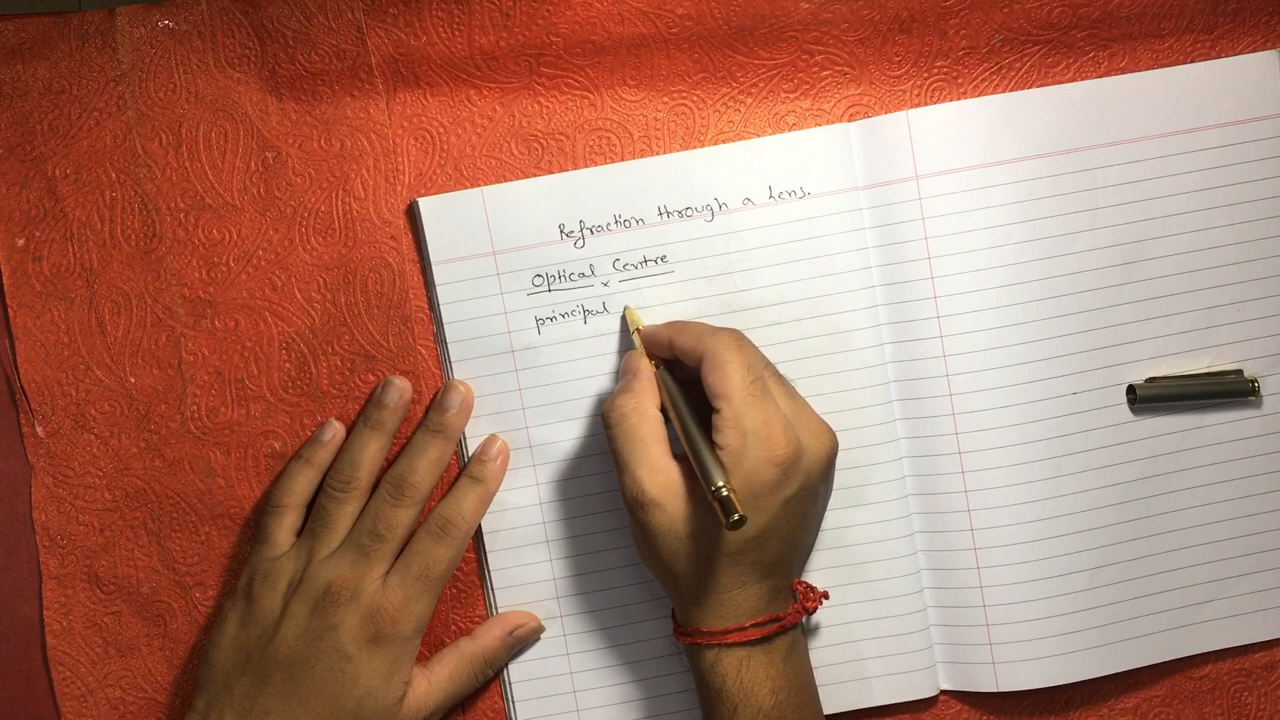 Refraction through a Lens.
Optical Centre
×
principal